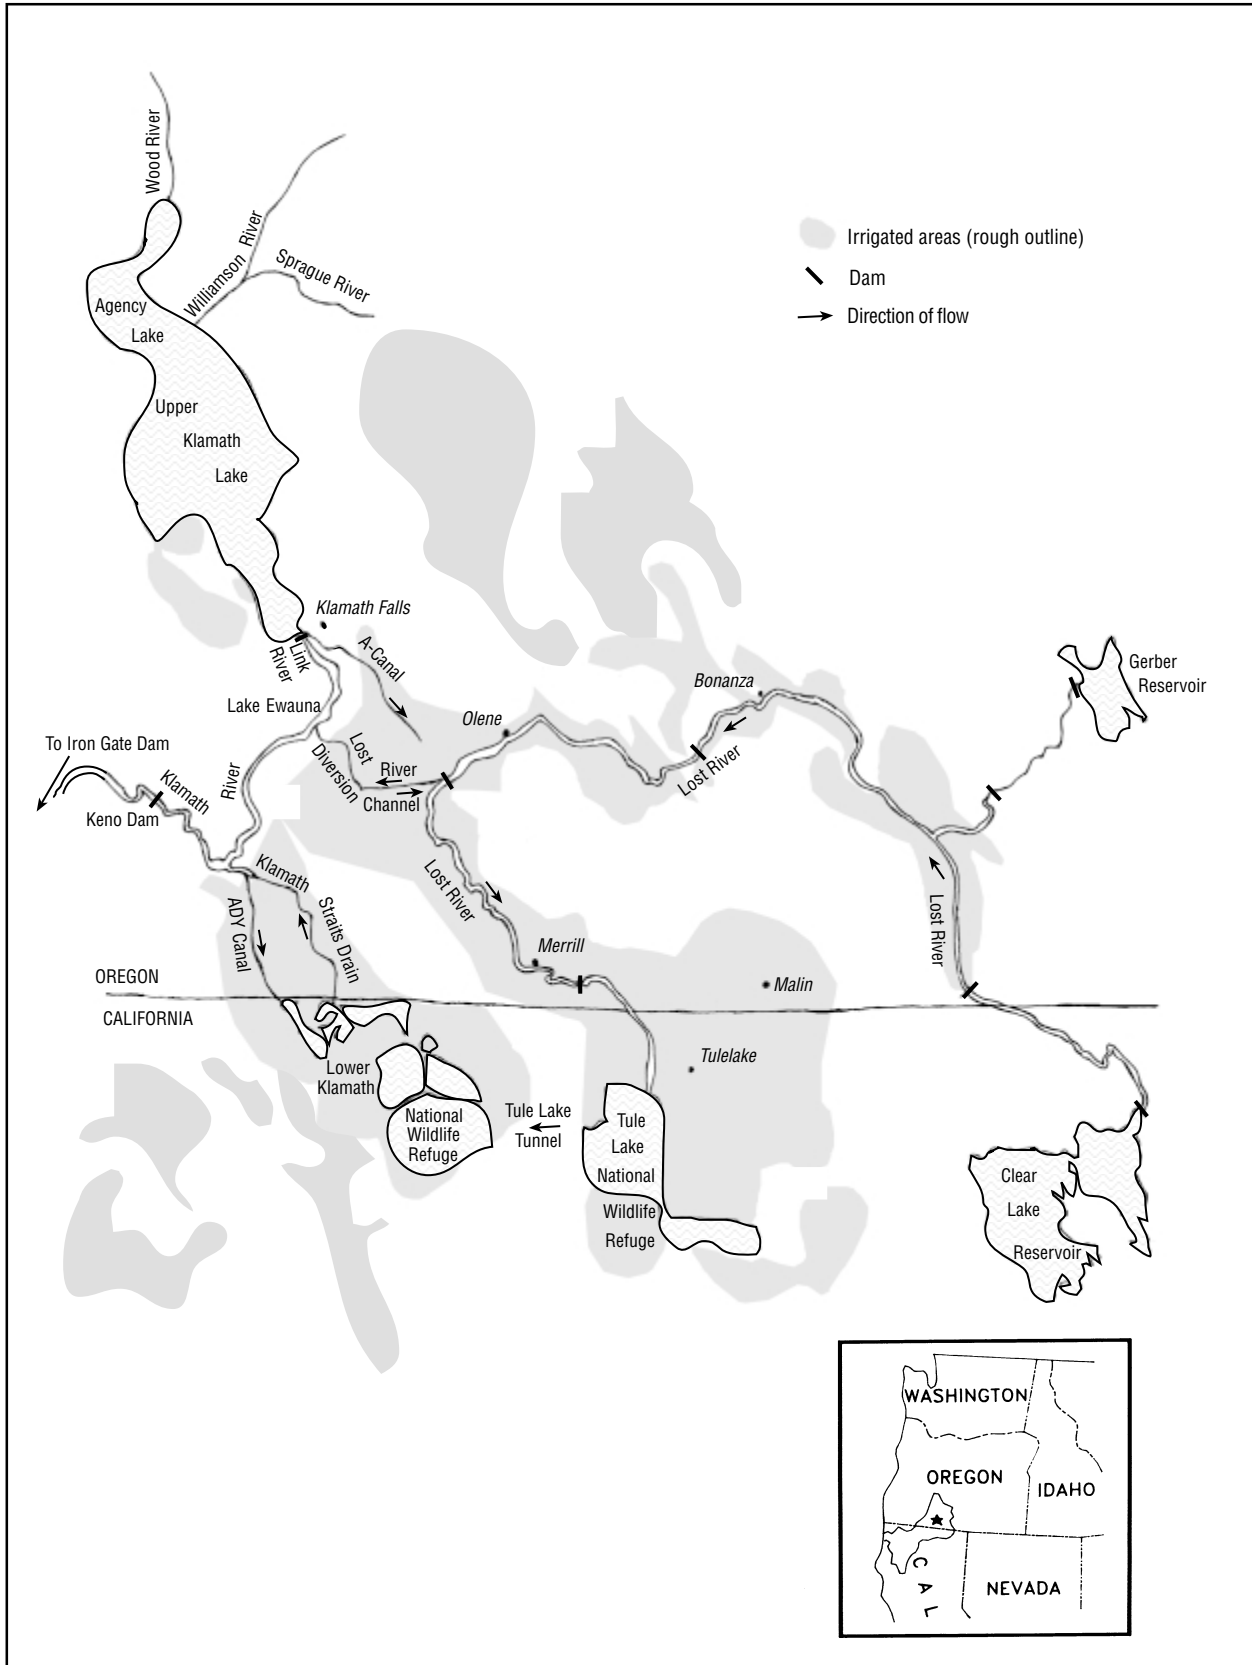 Wood River
Williamson River
Sprague River
Irrigated areas (rough outline)
Dam
Direction of flow
Agency
Lake
Upper
Klamath
Lake
Klamath Falls
Link
River
A-Canal
Lake Ewauna
Bonanza
Gerber
Reservoir
Olene
To Iron Gate Dam
Klamath
River
Keno Dam
Lost
River
Diversion
Channel
Lost River
Lost River
Lost River
Klamath
Straits Drain
ADY Canal
Merrill
Malin
OREGON
CALIFORNIA
Tulelake
Lower
Klamath
National
Wildlife
Refuge
Tule Lake
Tunnel
Tule
Lake
National
Wildlife
Refuge
Clear
Lake
Reservoir
WASHINGTON
OREGON
IDAHO
CAL
NEVADA